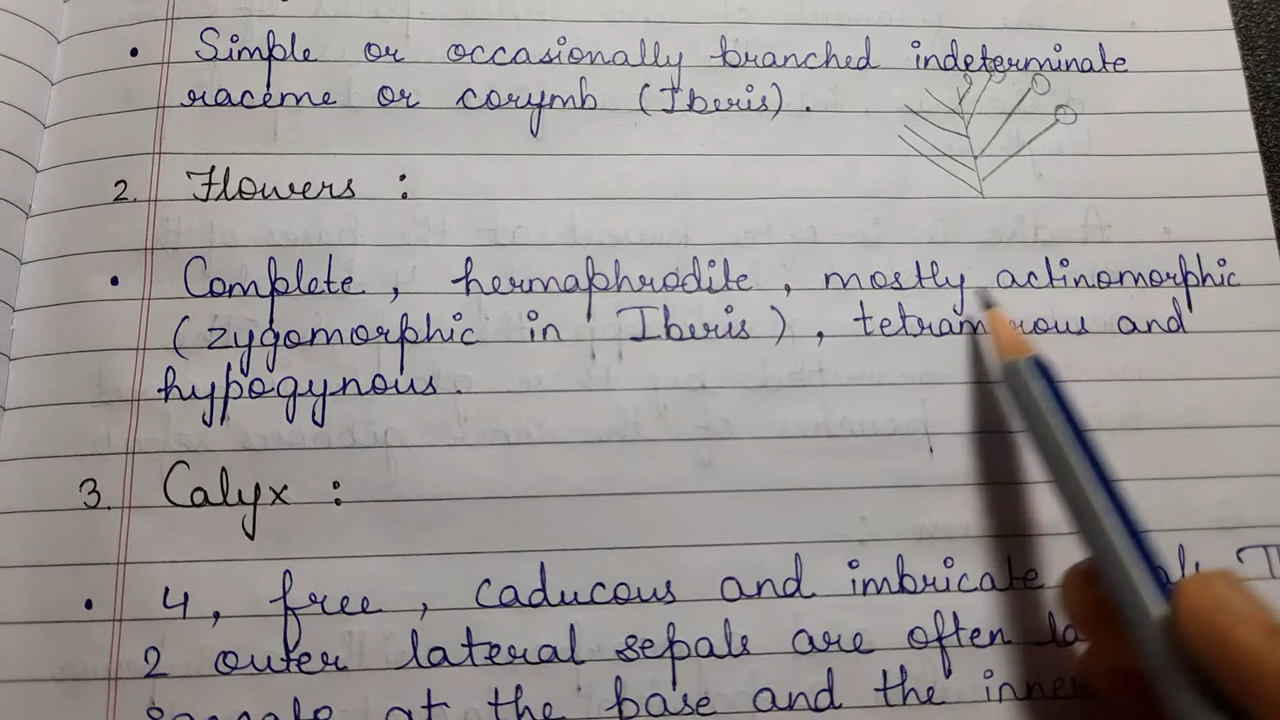 • Simple or occasionally branched indeterminate
raceme or corymb (Iberis).
2. Flowers :
• Complete, hermaphrodite, mostly actinomorphic
(zygomorphic in Iberis), and
hypogynous.
3. Calyx :
• 4, free, caducous and imbricate
2 outer lateral sepals are often
at the base and the inner